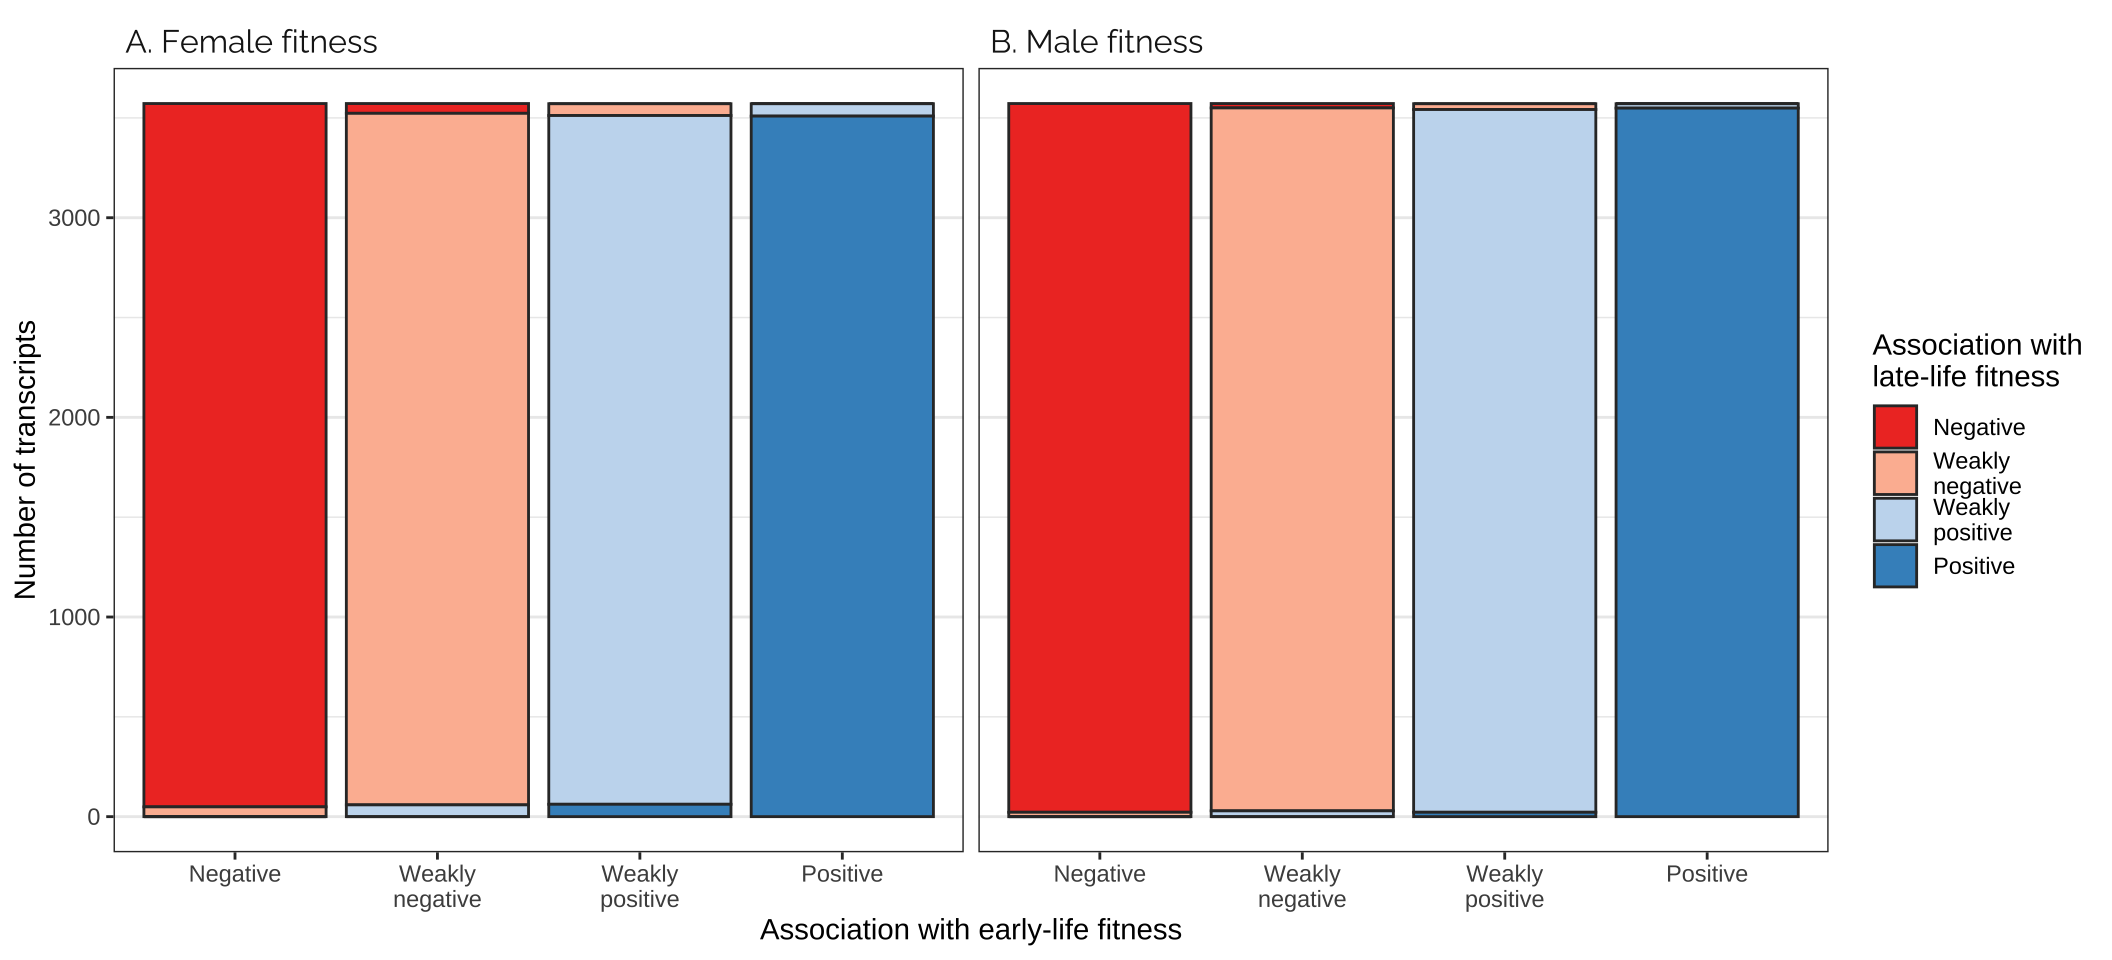 A. Female fitness
B. Male fitness
Number of transcripts
3000
2000
1000
0
Negative
Weakly
negative
Weakly
positive
Positive
Negative
Weakly
negative
Weakly
positive
Positive
Association with early-life fitness
Association with
late-life fitness
Negative
Weakly
negative
Weakly
positive
Positive